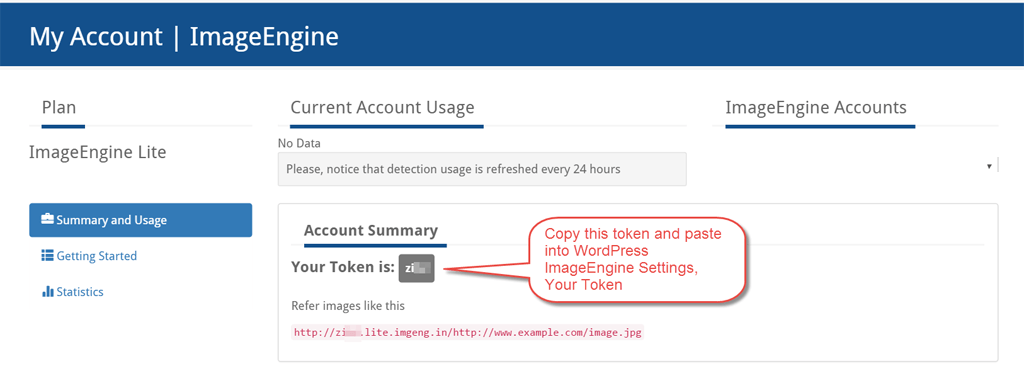 My Account | ImageEngine
Plan
ImageEngine Lite
Summary and Usage
Getting Started
Statistics
Current Account Usage
No Data
Please, notice that detection usage is refreshed every 24 hours
ImageEngine Accounts
Account Summary
Your Token is: zi
Copy this token and paste
into WordPress
ImageEngine Settings,
Your Token
Refer images like this
http://zi .lite.imgeng.in/http://www.example.com/image.jpg